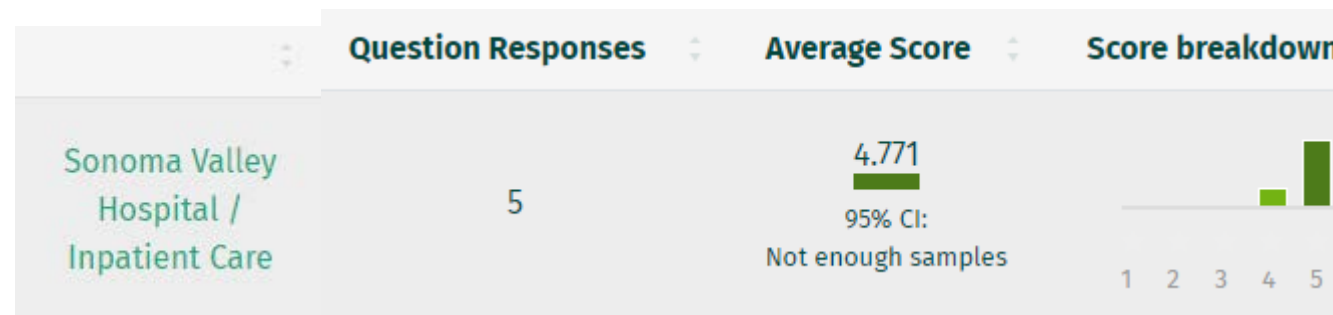 Question Responses
Average Score
Score breakdown
Sonoma Valley
Hospital /
Inpatient Care
5
4.771
95% CI:
Not enough samples
1 2 3 4 5